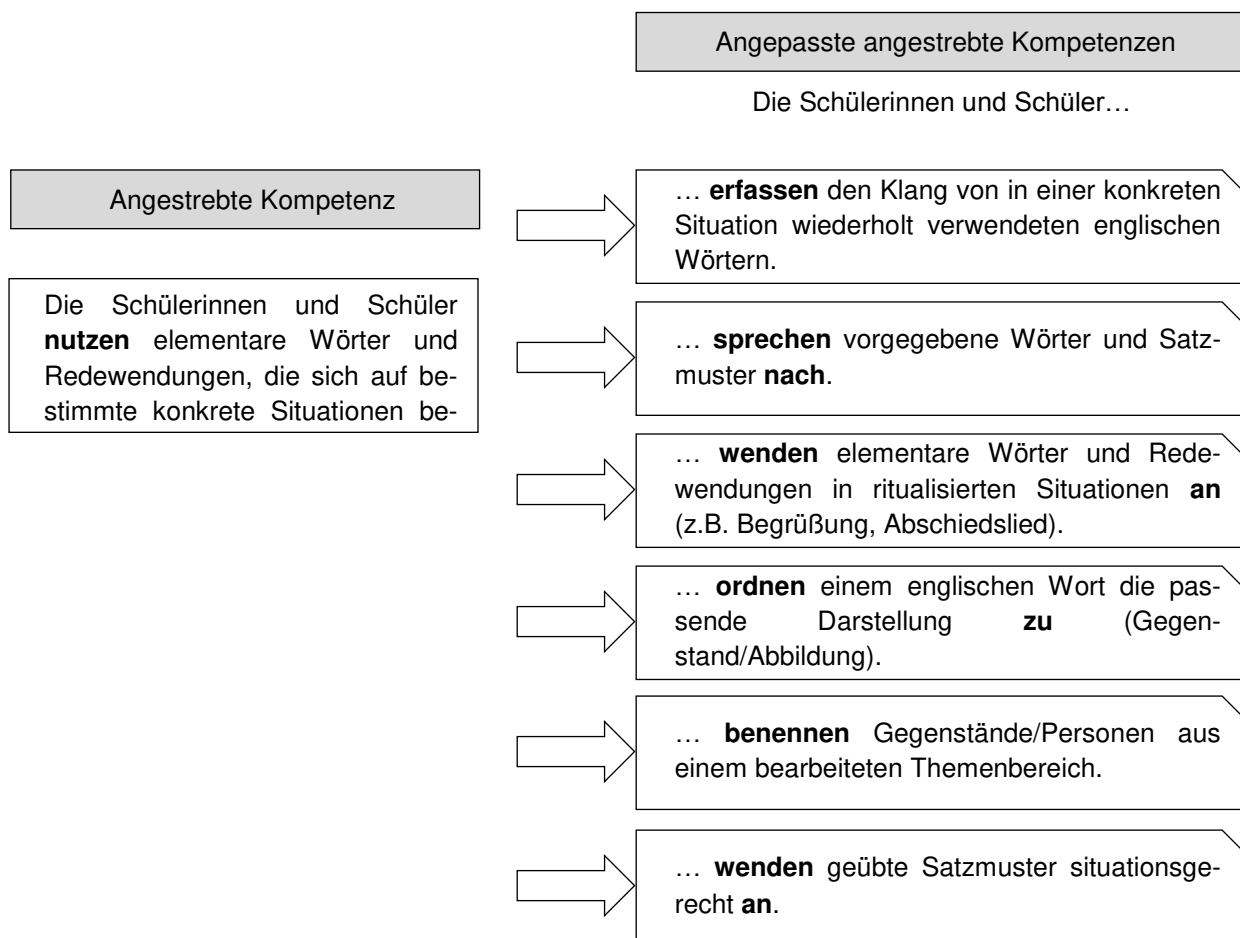 Angepasste angestrebte Kompetenzen
Die Schülerinnen und Schüler…
Angestrebte Kompetenz
Die Schülerinnen und Schüler
nutzen elementare Wörter und
Redewendungen, die sich auf be-
stimmte konkrete Situationen be-
… erfassen den Klang von in einer konkreten
Situation wiederholt verwendeten englischen
Wörtern.
… sprechen vorgegebene Wörter und Satz-
muster nach.
… wenden elementare Wörter und Rede-
wendungen in ritualisierten Situationen an
(z.B. Begrüßung, Abschiedslied).
… ordnen einem englischen Wort die pas-
sende Darstellung zu (Gegen-
stand/Abbildung).
… benennen Gegenstände/Personen aus
einem bearbeiteten Themenbereich.
… wenden geübte Satzmuster situationsge-
recht an.